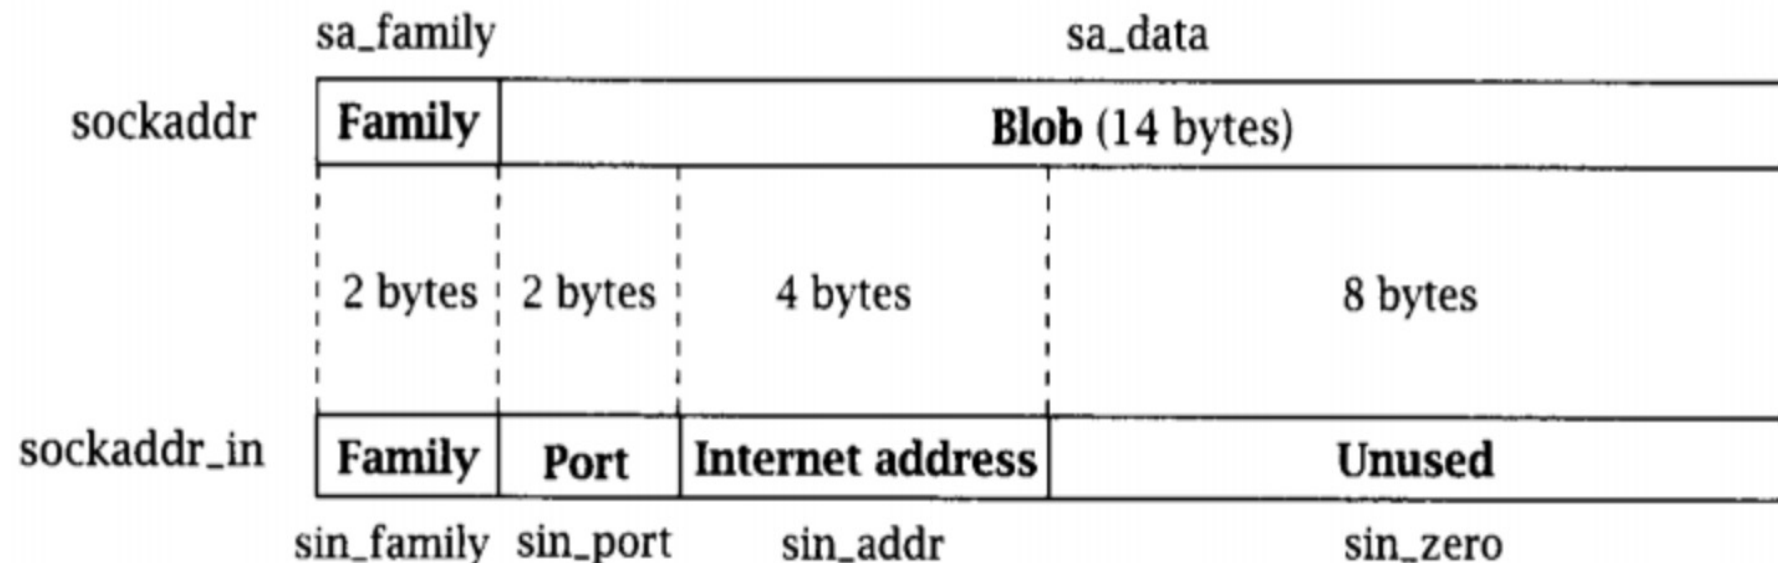 sa_family sa_data
sockaddr Family Blob (14 bytes)
2 bytes 2 bytes 4 bytes 8 bytes
sockaddr_in Family Port Internet address Unused
sin_family sin_port sin_addr sin_zero